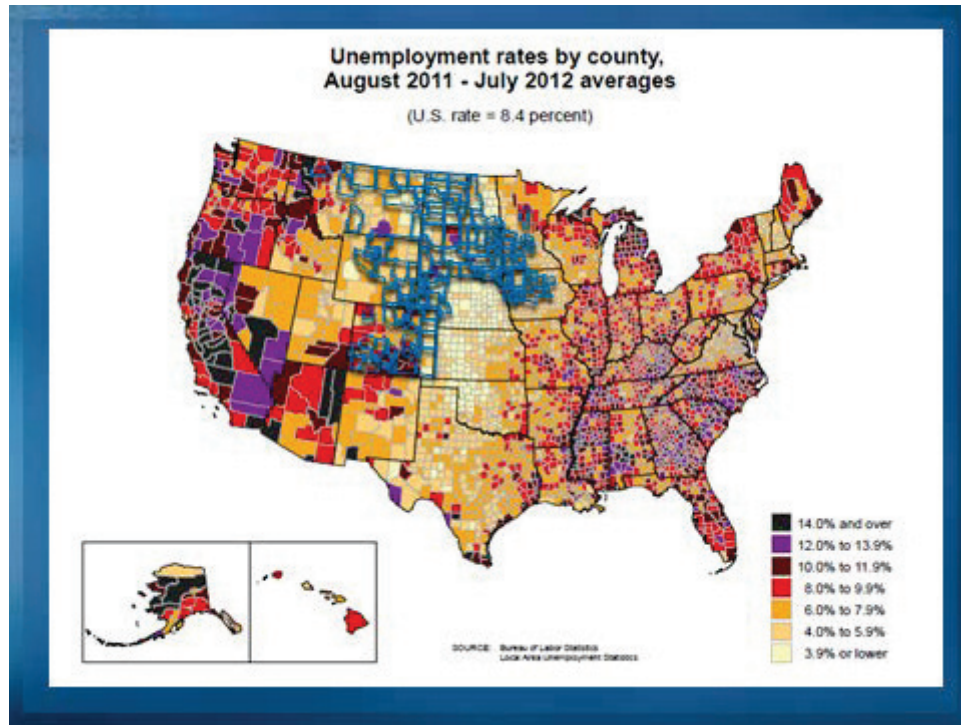 Unemployment rates by county,
August 2011 - July 2012 averages
(U.S. rate = 8.4 percent)
14.0% and over
12.0% to 13.9%
10.0% to 11.9%
8.0% to 9.9%
6.0% to 7.9%
4.0% to 5.9%
3.9% or lower
SOURCE: Bureau of Labor Statistics
Local Area Unemployment Statistics